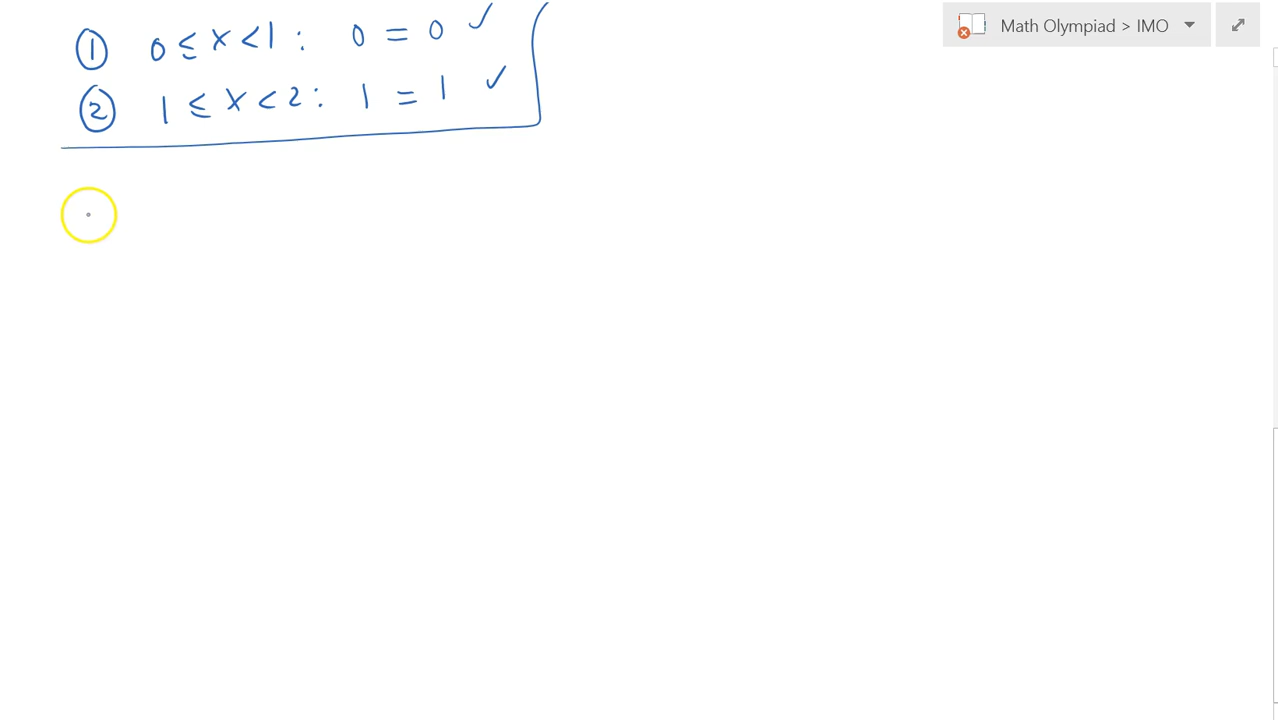 Math Olympiad > IMO
① 0 ≤ x < 1 : 0 = 0 ✓
② 1 ≤ x < 2 : 1 = 1 ✓